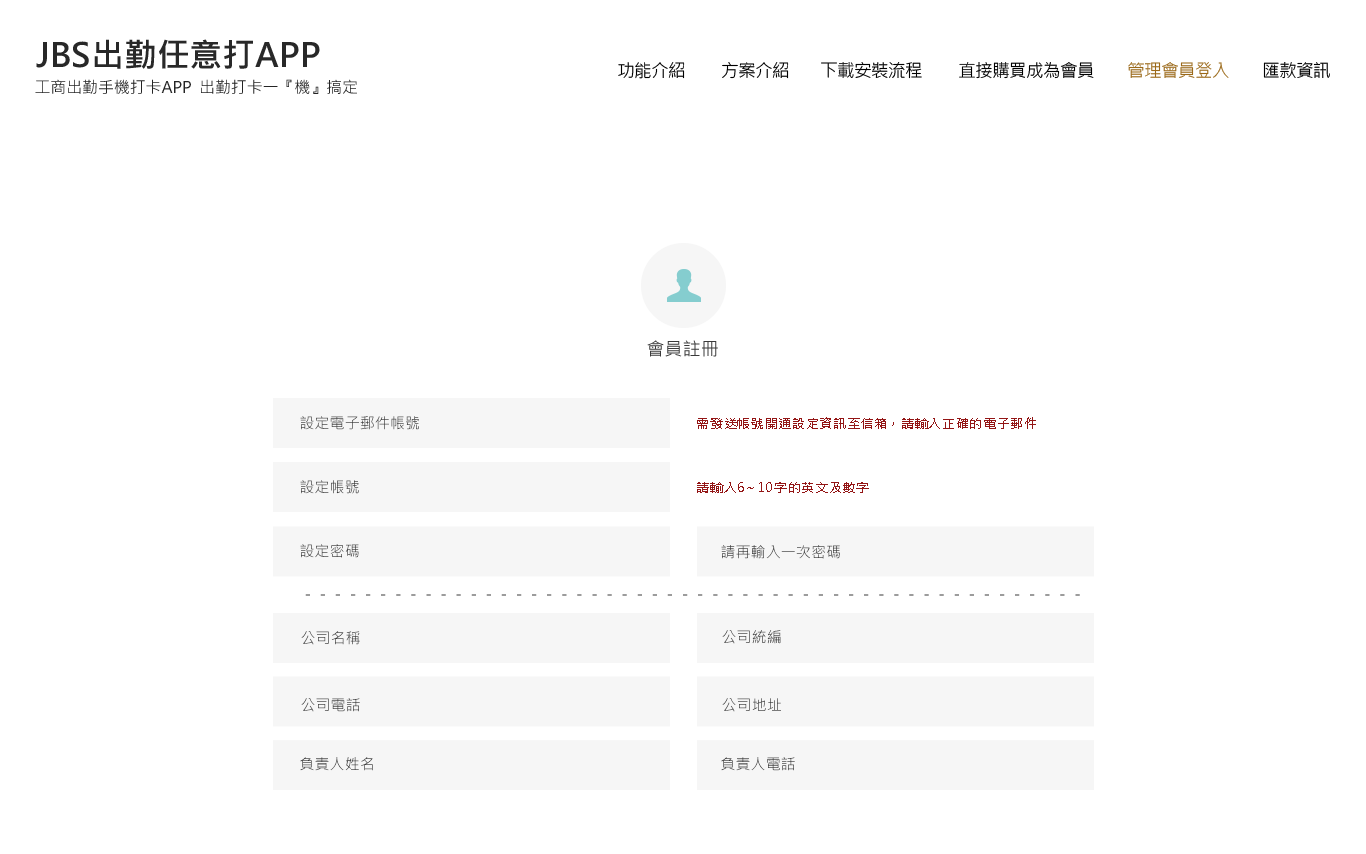 JBS出勤任意打APP
工商出勤手機打卡APP 出勤打卡一『機』搞定
功能介紹 方案介紹 下載安裝流程 直接購買成為會員 管理會員登入 匯款資訊
會員註冊
設定電子郵件帳號 需發送帳號開通設定資訊至信箱，請輸入正確的電子郵件
設定帳號 請輸入6~10字的英文及數字
設定密碼 請再輸入一次密碼
公司名稱 公司統編
公司電話 公司地址
負責人姓名 負責人電話